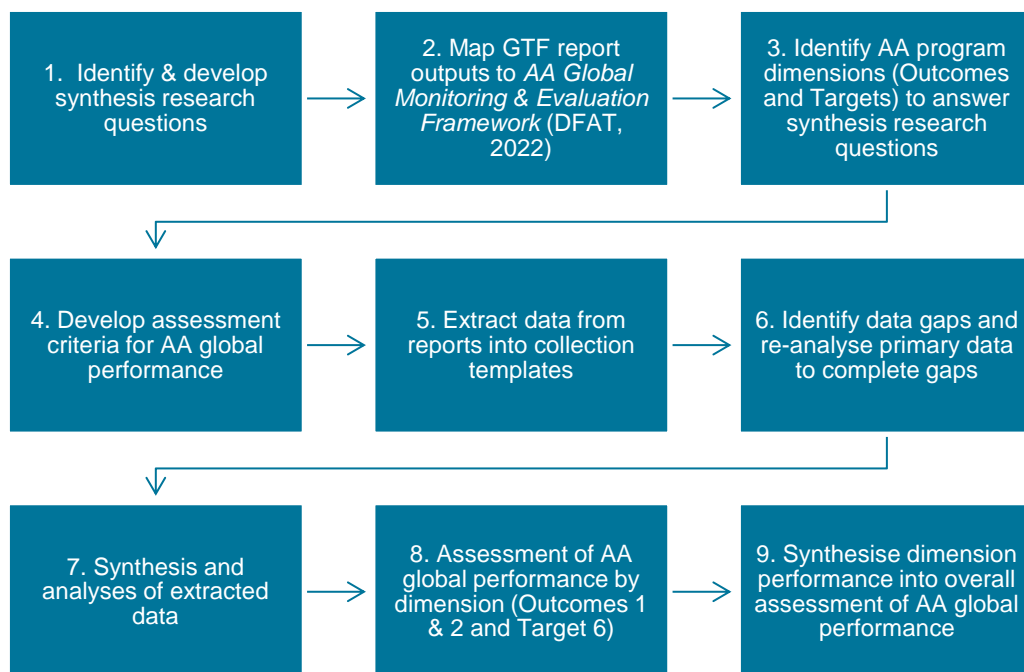 1. Identify & develop
synthesis research
questions
2. Map GTF report
outputs to AA Global
Monitoring & Evaluation
Framework (DFAT,
2022)
3. Identify AA program
dimensions (Outcomes
and Targets) to answer
synthesis research
questions
4. Develop assessment
criteria for AA global
performance
5. Extract data from
reports into collection
templates
6. Identify data gaps and
re-analyse primary data
to complete gaps
7. Synthesis and
analyses of extracted
data
8. Assessment of AA
global performance by
dimension (Outcomes 1
& 2 and Target 6)
9. Synthesise dimension
performance into overall
assessment of AA global
performance